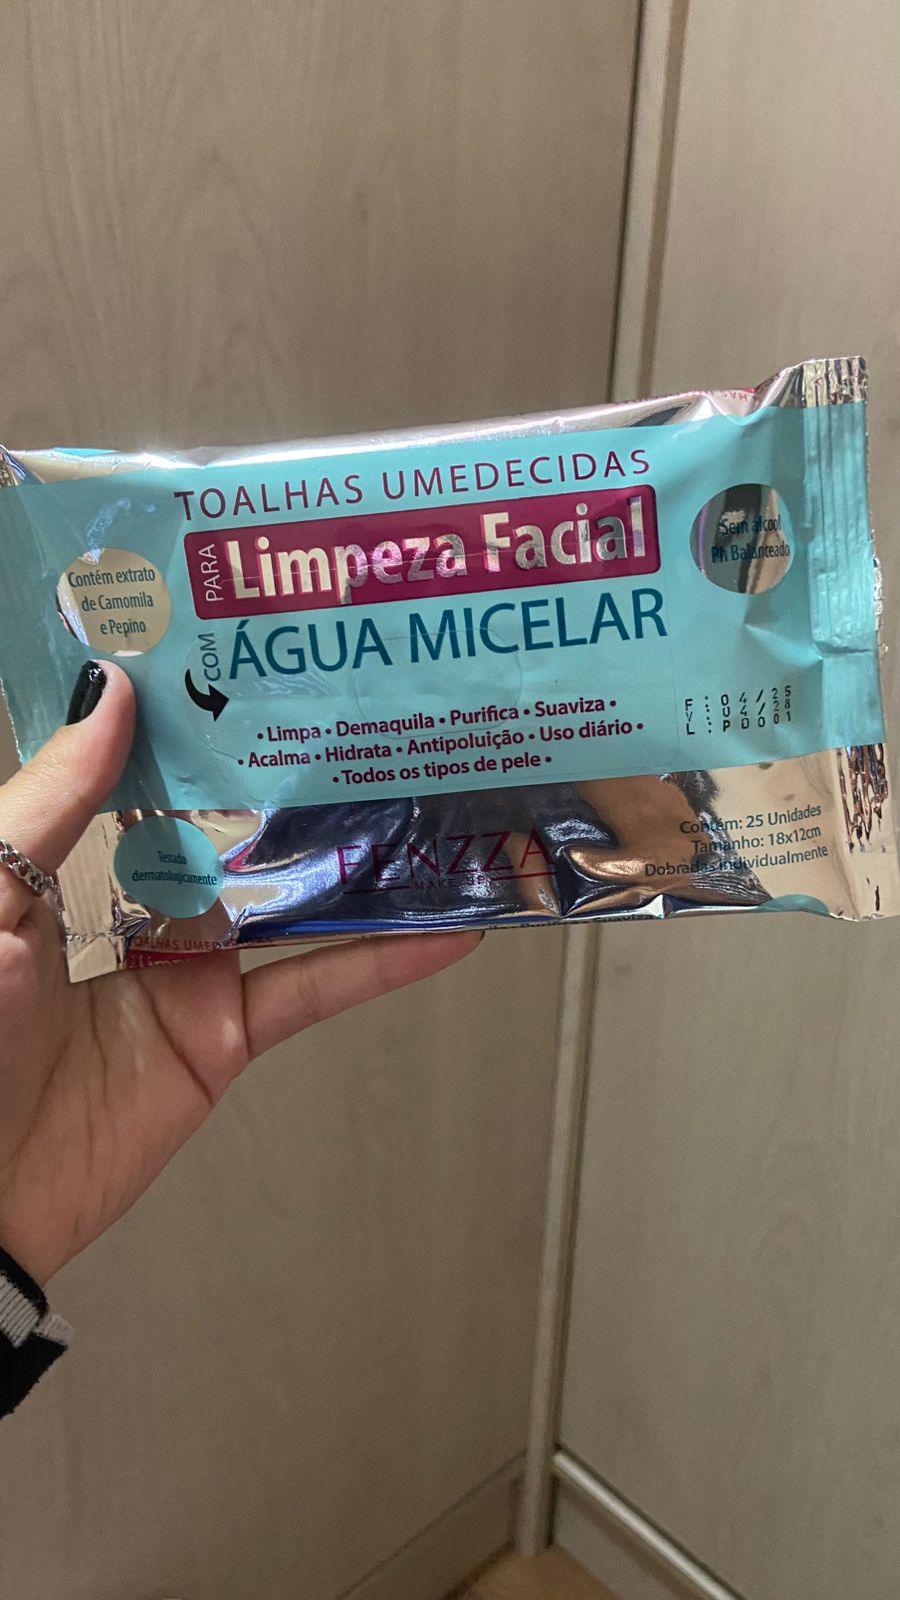 TOALHAS UMEDECIDAS
PARA Limpeza Facial
COM ÁGUA MICELAR
Contém extrato
de Camomila
e Pepino
Sem álcool
Ph Balanceado
• Limpa • Demaquila • Purifica • Suaviza •
• Acalma • Hidrata • Antipoluição • Uso diário •
• Todos os tipos de pele •
F: 04/25
V: 04/28
L: PD001
Testado
dermatologicamente
FENZZA
MAKE UP
Contém: 25 Unidades
Tamanho: 18x12cm
Dobradas individualmente
TOALHAS UMEDECIDAS